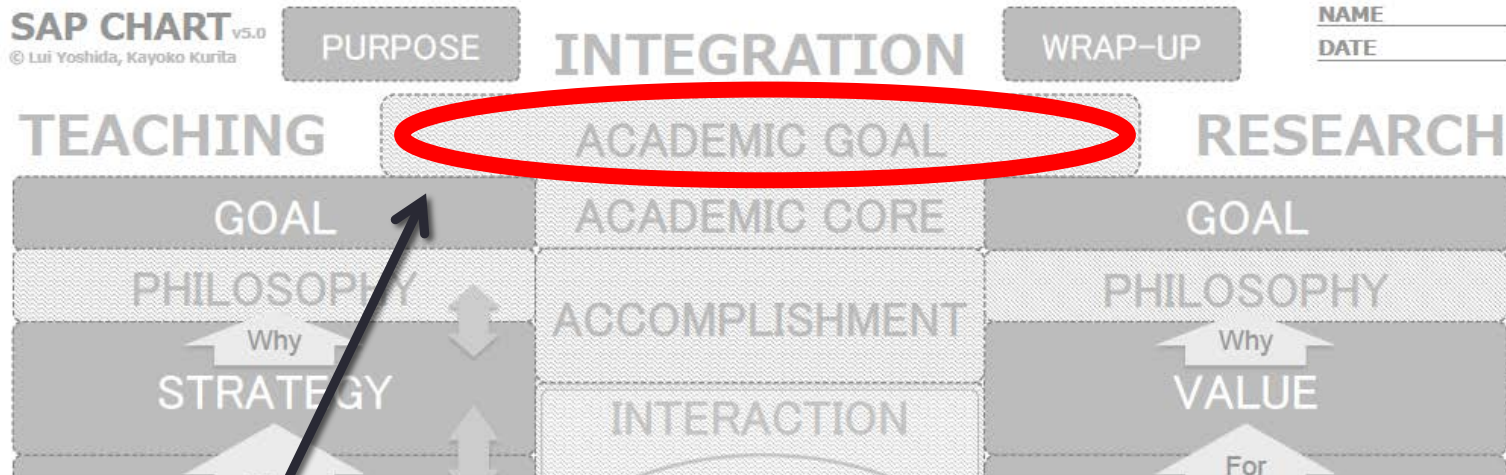 SAP CHART v5.0
© Lui Yoshida, Kayoko Kurita
PURPOSE
INTEGRATION
WRAP-UP
NAME
DATE
TEACHING
ACADEMIC GOAL
RESEARCH
GOAL
ACADEMIC CORE
GOAL
PHILOSOPHY
ACCOMPLISHMENT
PHILOSOPHY
Why
Why
STRATEGY
VALUE
INTERACTION
For